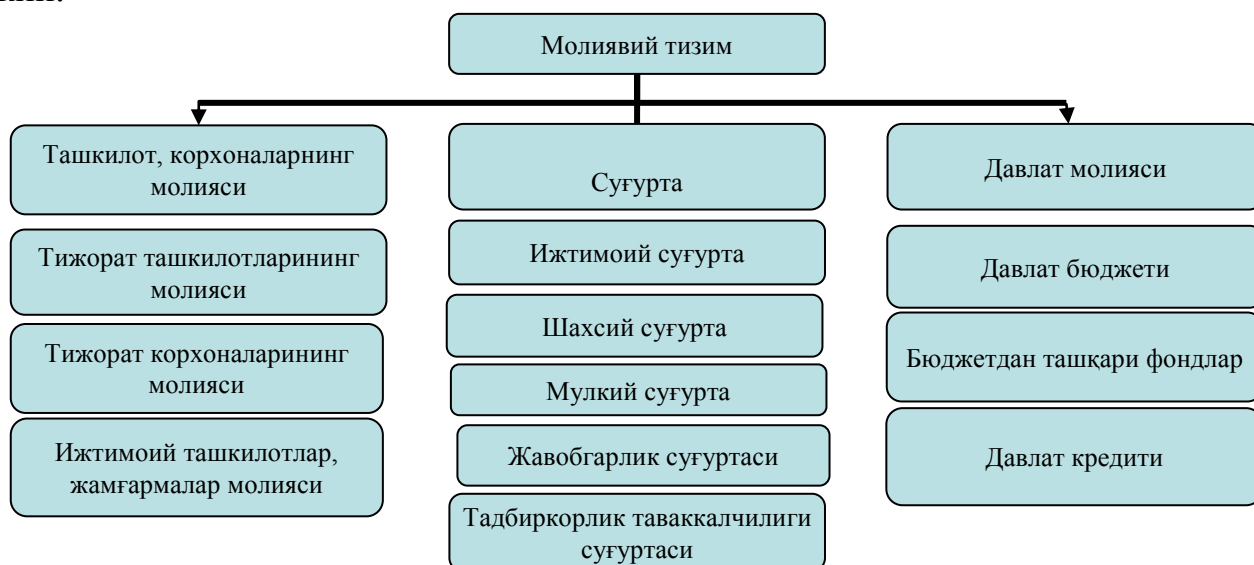 Молиявий тизим
Ташкилот, корхоналарнинг
молияси
Тижорат ташкилотларининг
молияси
Тижорат корхоналарининг
молияси
Ижтимоий ташкилотлар,
жамғармалар молияси
Суғурта
Ижтимоий суғурта
Шахсий суғурта
Мулкий суғурта
Жавобгарлик суғуртаси
Тадбиркорлик таваккалчилиги
суғуртаси
Давлат молияси
Давлат бюджети
Бюджетдан ташқари фондлар
Давлат кредити